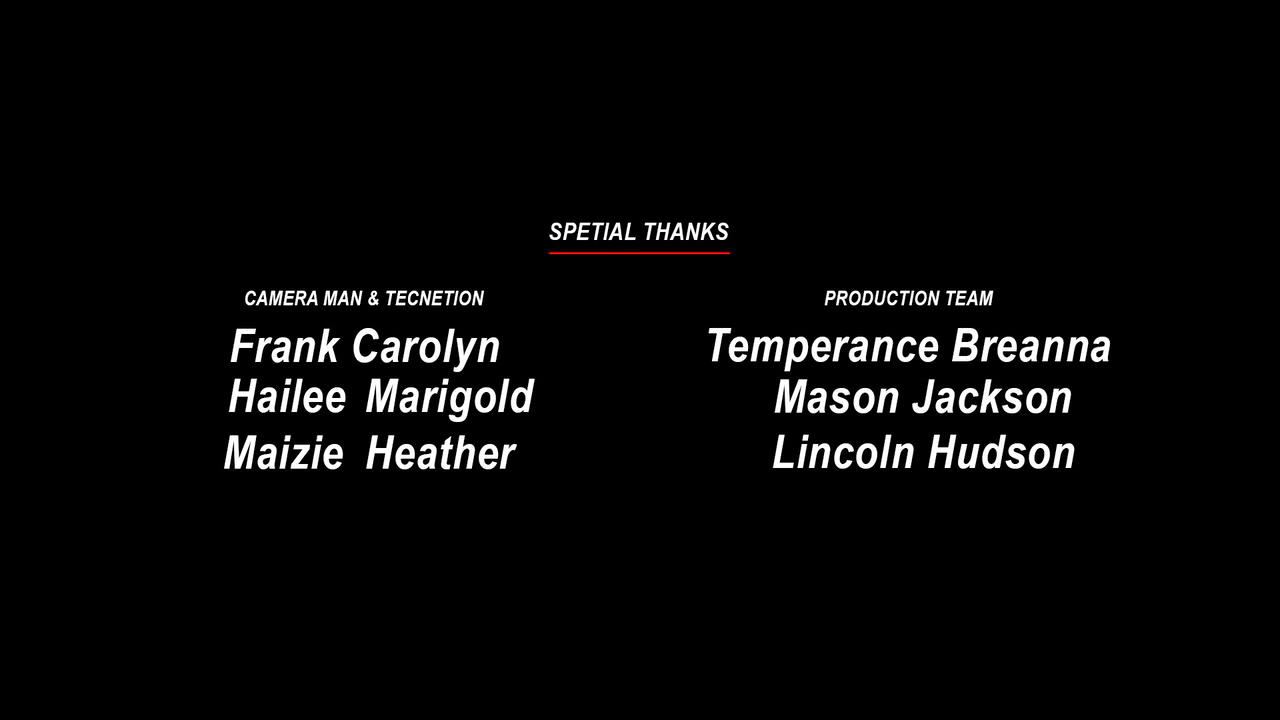 SPETIAL THANKS
CAMERA MAN & TECNETION
Frank Carolyn
Hailee Marigold
Maizie Heather
PRODUCTION TEAM
Temperance Breanna
Mason Jackson
Lincoln Hudson